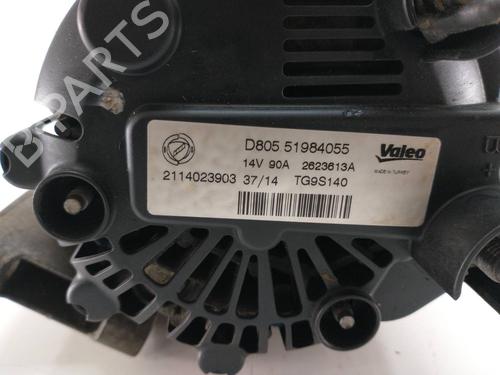 B-PARTS
D805 51984055
14V 90A 2623613A
Valeo
MADE IN TURKEY
2114023903 37/14 TG9S140
B
+